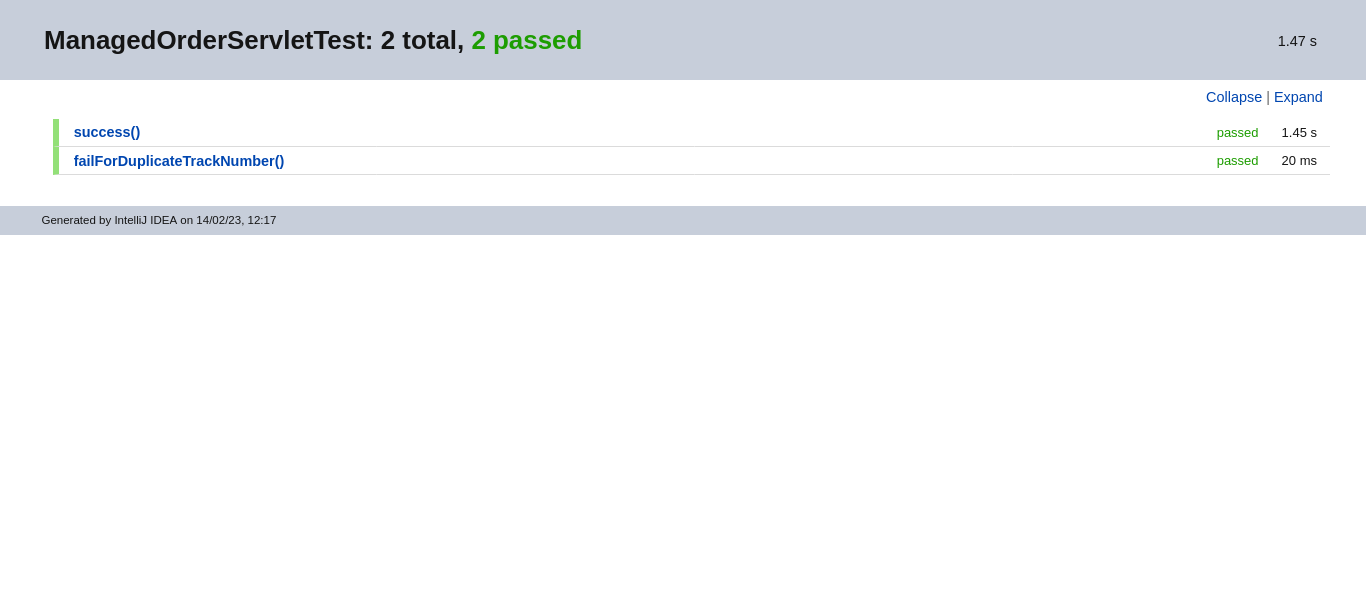 ManagedOrderServletTest: 2 total, 2 passed 1.47 s
Collapse | Expand
success() passed 1.45 s
failForDuplicateTrackNumber() passed 20 ms
Generated by IntelliJ IDEA on 14/02/23, 12:17